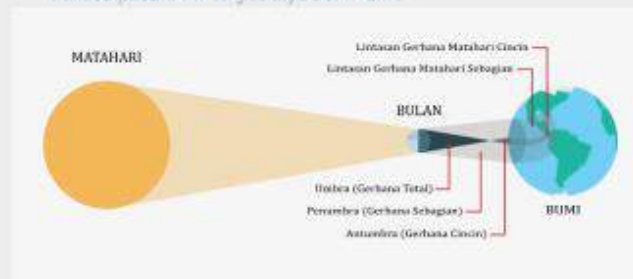 Lintasan Gerhana Matahari Cincin
MATAHARI
Lintasan Gerhana Matahari Sebagian
BULAN
Umbra (Gerhana Total)
Penumbra (Gerhana Sebagian)
BUMI
Antumbra (Gerhana Cincin)